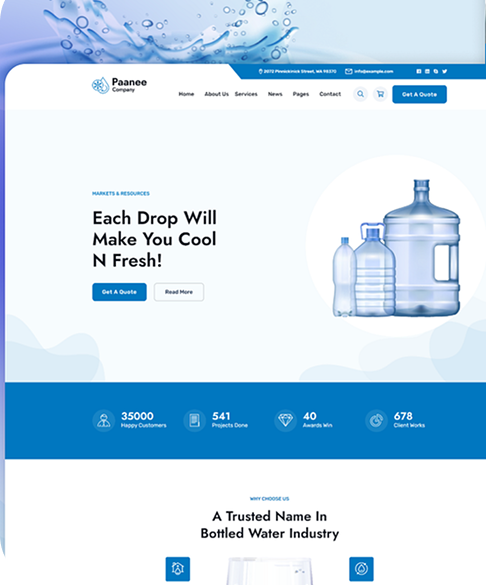 2072 Pinnickinick Street, WA 98370
info@example.com
Paanee
Company
Home
About Us
Services
News
Pages
Contact
Get A Quote
MARKETS & RESOURCES
Each Drop Will
Make You Cool
N Fresh!
Get A Quote
Read More
35000
Happy Customers
541
Projects Done
40
Awards Win
678
Client Works
WHY CHOOSE US
A Trusted Name In
Bottled Water Industry